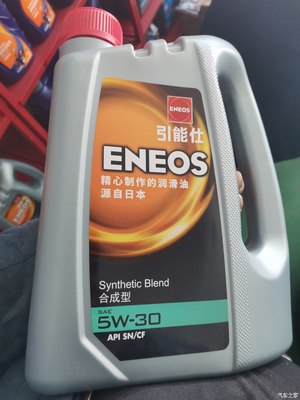 ENEOS
引能仕
ENEOS
精心制作的润滑油
源自日本
Synthetic Blend
合成型
SAE
5W-30
API SN/CF
汽车之家